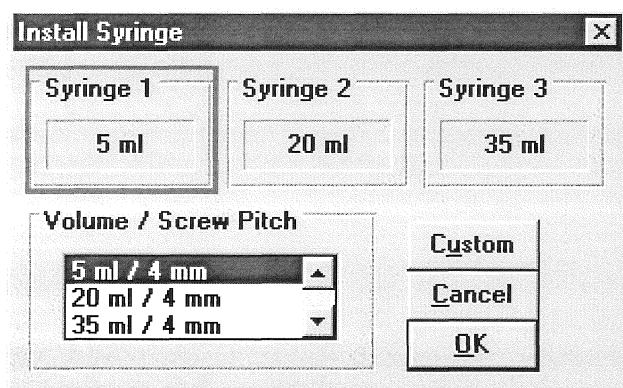 Install Syringe
Syringe 1 Syringe 2 Syringe 3
5 ml 20 ml 35 ml
Volume / Screw Pitch
5 ml / 4 mm
20 ml / 4 mm
35 ml / 4 mm
Custom
Cancel
OK